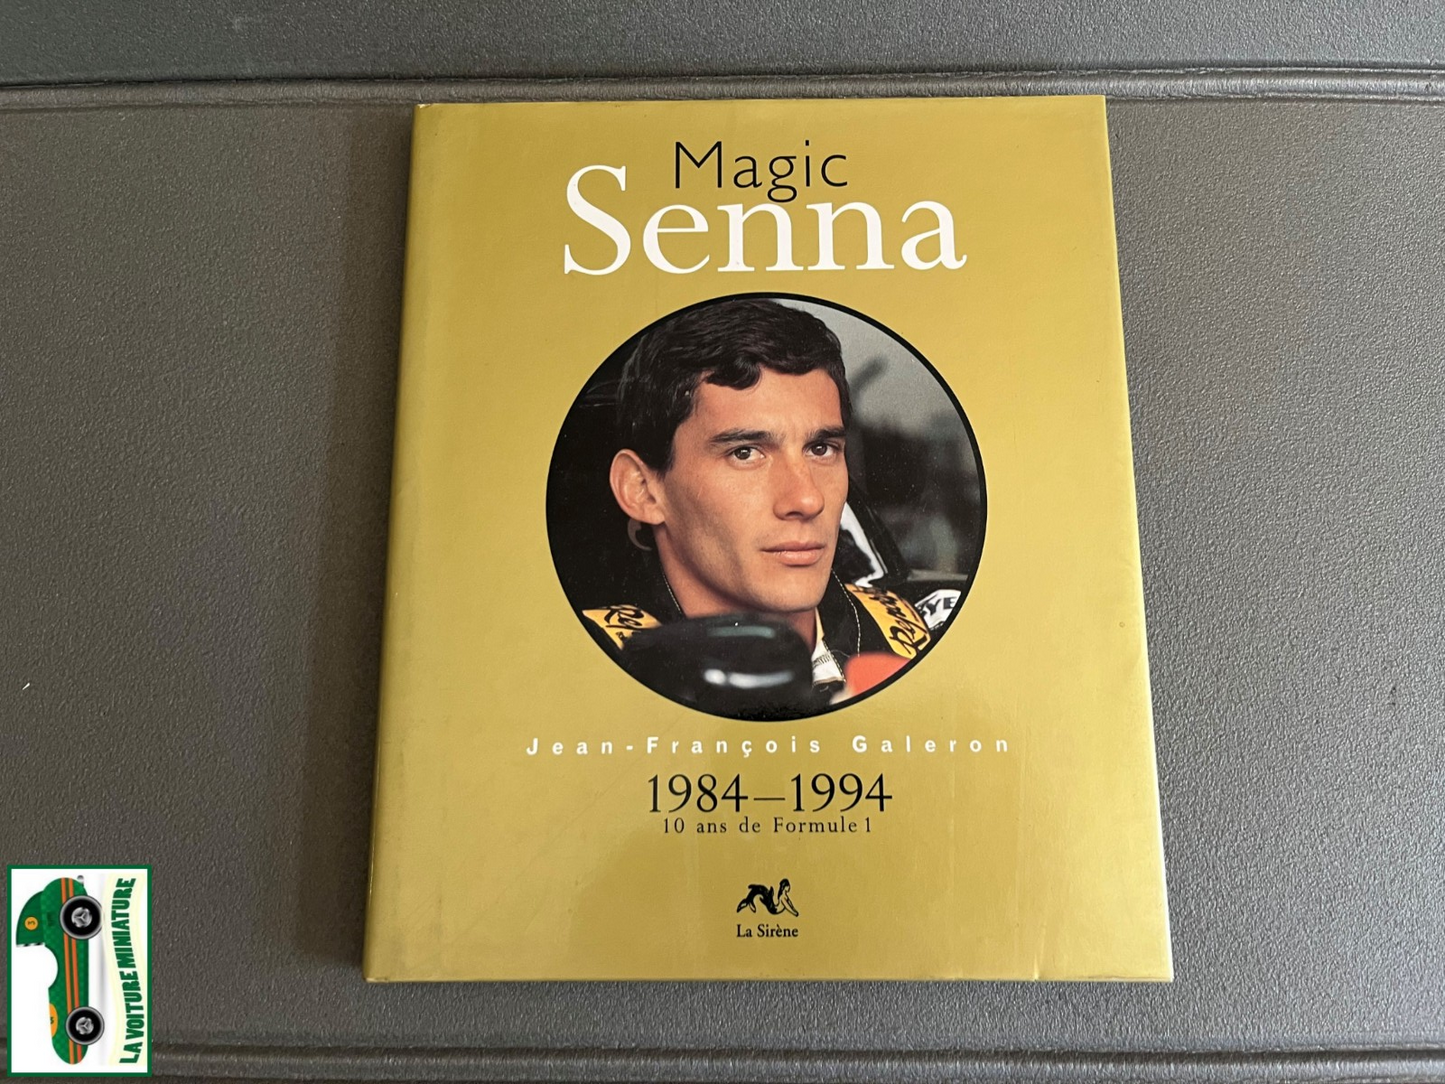 Magic
Senna
Jean-François Galeron
1984–1994
10 ans de Formule 1
La Sirène
LA VOITURE MINIATURE